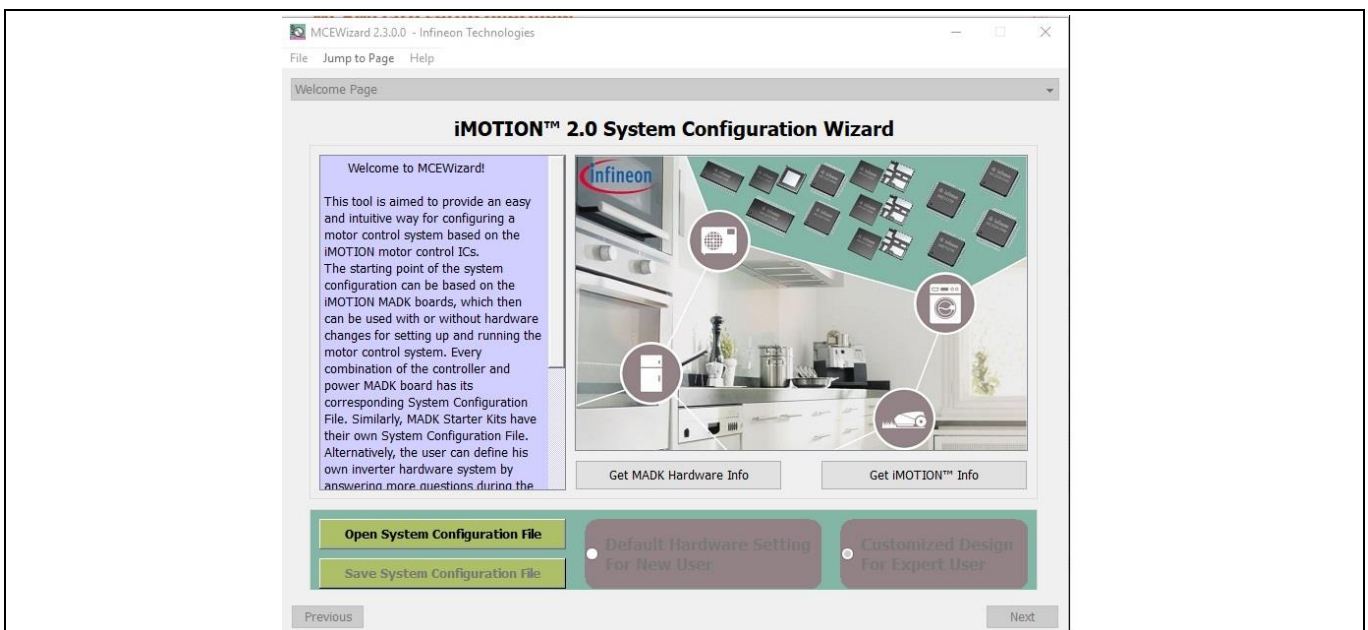 MCEWizard 2.3.0.0 - Infineon Technologies
File Jump to Page Help
Welcome Page
iMOTION™ 2.0 System Configuration Wizard
Welcome to MCEWizard!
This tool is aimed to provide an easy
and intuitive way for configuring a
motor control system based on the
iMOTION motor control ICs.
The starting point of the system
configuration can be based on the
iMOTION MADK boards, which then
can be used with or without hardware
changes for setting up and running the
motor control system. Every
combination of the controller and
power MADK board has its
corresponding System Configuration
File. Similarly, MADK Starter Kits have
their own System Configuration File.
Alternatively, the user can define his
own inverter hardware system by
answering more questions during the
infineon
Get MADK Hardware Info
Get iMOTION™ Info
Open System Configuration File
Save System Configuration File
Default Hardware Setting
For New User
Customized Design
For Expert User
Previous
Next